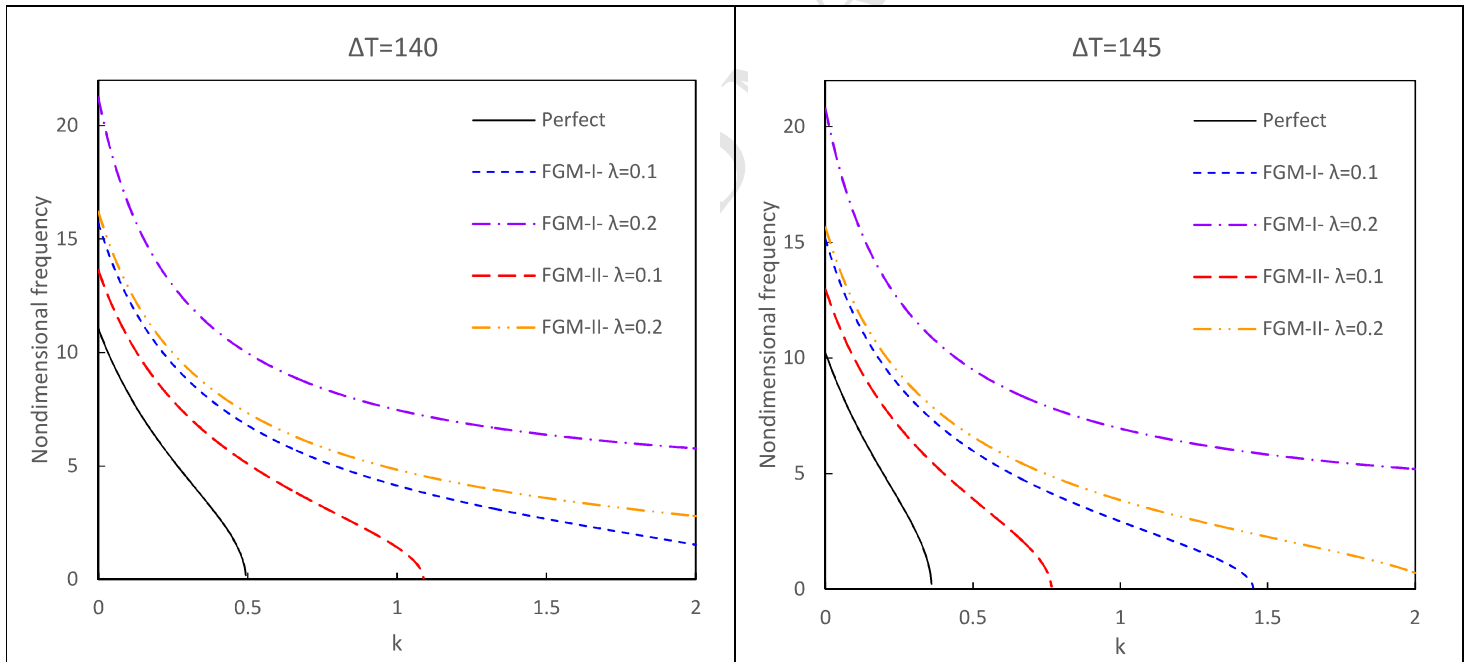 ΔT=140
20
15
10
5
0
0
0.5
1
1.5
2
Nondimensional frequency
k
Perfect
FGM-I- λ=0.1
FGM-I- λ=0.2
FGM-II- λ=0.1
FGM-II- λ=0.2
ΔT=145
20
15
10
5
0
0
0.5
1
1.5
2
Nondimensional frequency
k
Perfect
FGM-I- λ=0.1
FGM-I- λ=0.2
FGM-II- λ=0.1
FGM-II- λ=0.2